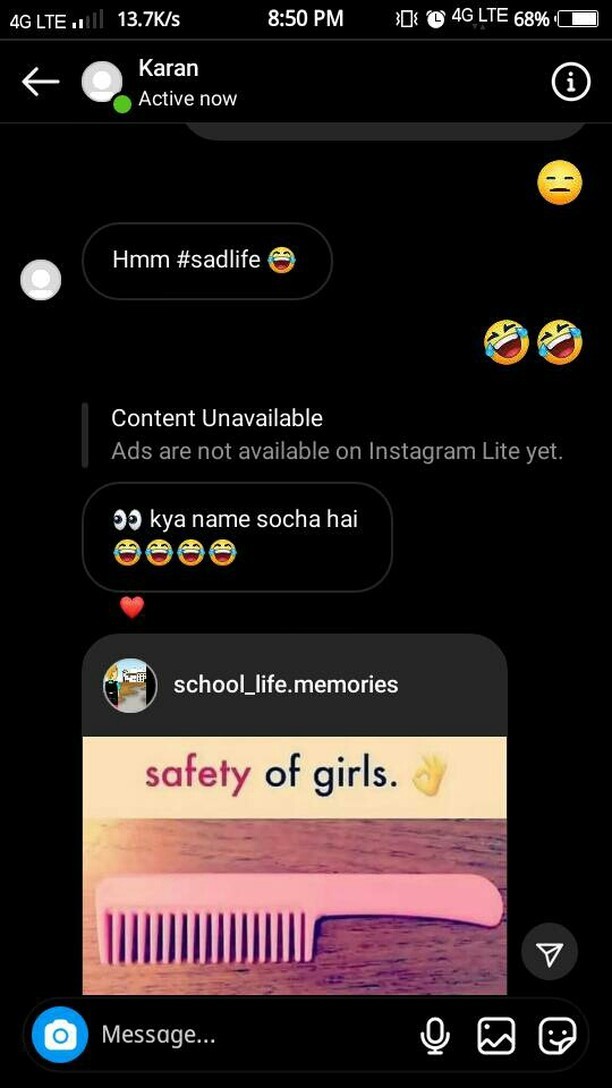 4G LTE 13.7K/s 8:50 PM 4G LTE 68%
Karan
Active now
Hmm #sadlife 😂
Content Unavailable
Ads are not available on Instagram Lite yet.
👀 kya name socha hai
😂😂😂😂
school_life.memories
safety of girls. 👌
Message...